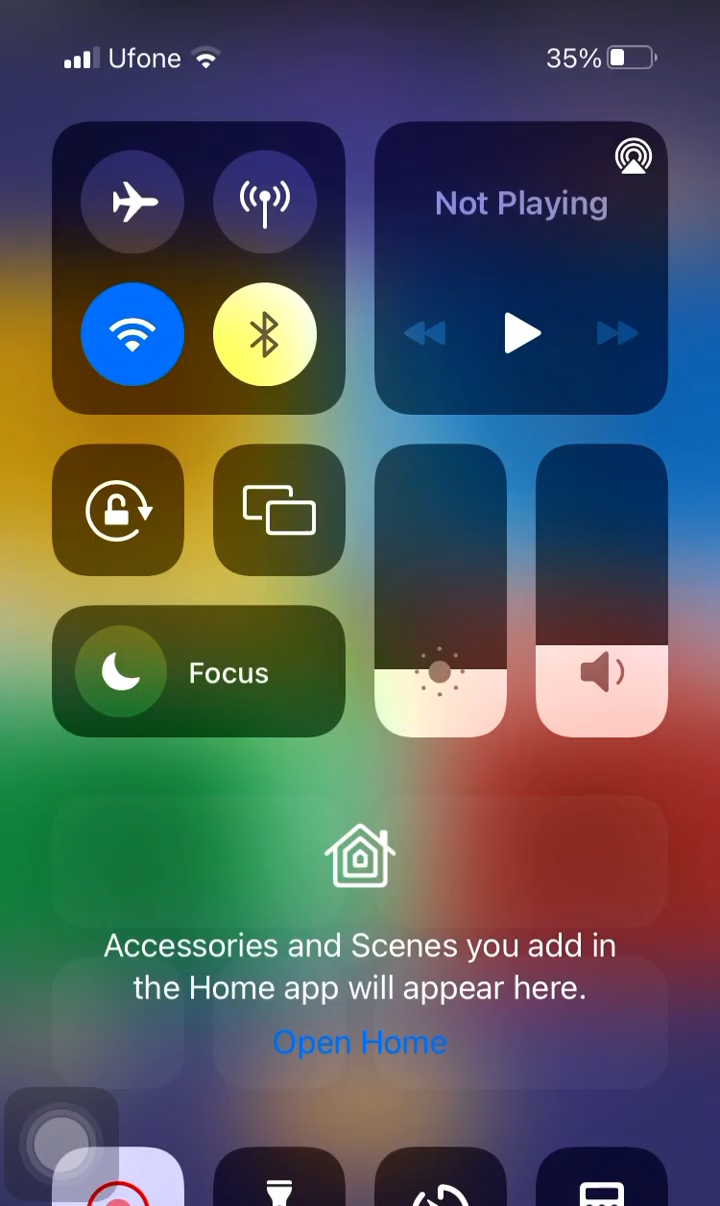 Ufone
35%
Not Playing
Focus
Accessories and Scenes you add in
the Home app will appear here.
Open Home